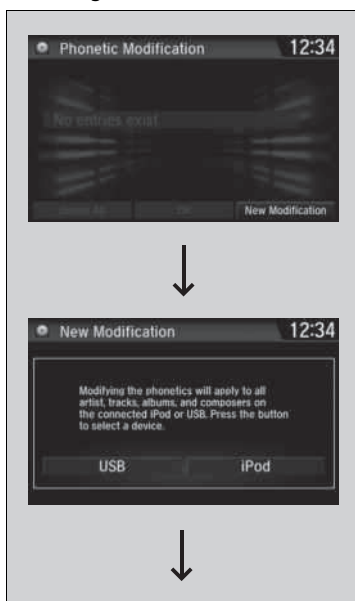 Phonetic Modification 12:34
No entries exist
New Modification
New Modification 12:34
Modifying the phonetics will apply to all
artist, tracks, albums, and composers on
the connected iPod or USB. Press the button
to select a device.
USB iPod